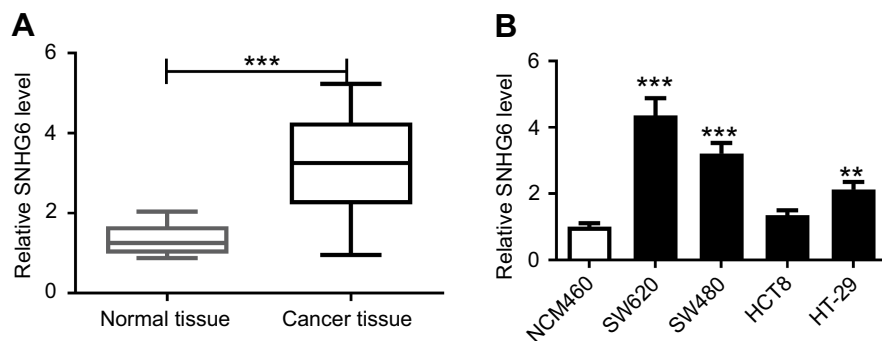 A
Relative SNHG6 level
6
4
2
0
***
Normal tissue
Cancer tissue
B
Relative SNHG6 level
6
4
2
0
***
***
**
NCM460
SW620
SW480
HCT8
HT-29